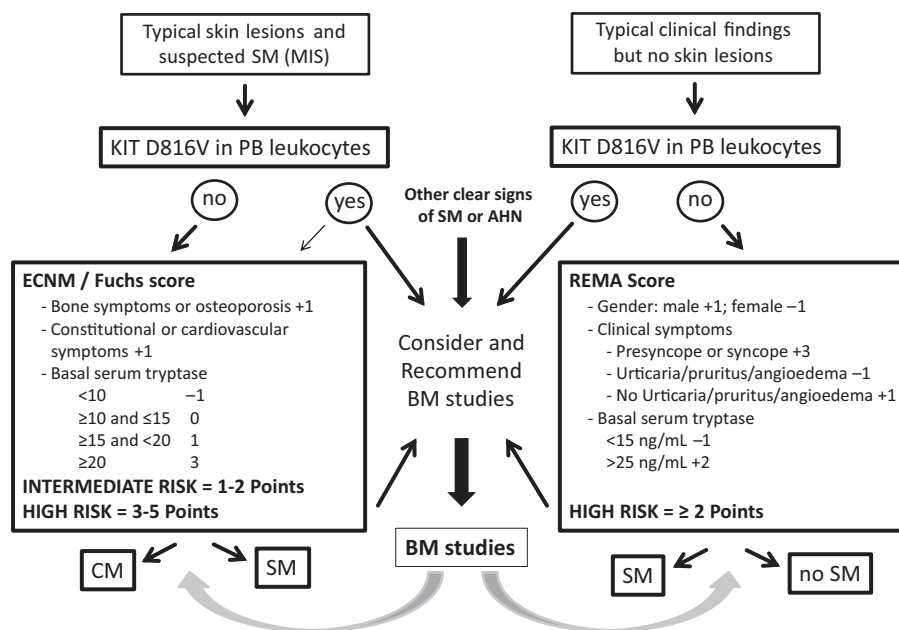 Typical skin lesions and
suspected SM (MIS)
Typical clinical findings
but no skin lesions
KIT D816V in PB leukocytes
KIT D816V in PB leukocytes
no
yes
Other clear signs
of SM or AHN
yes
no
ECNM / Fuchs score
- Bone symptoms or osteoporosis +1
- Constitutional or cardiovascular
symptoms +1
- Basal serum tryptase
<10 −1
≥10 and ≤15 0
≥15 and <20 1
≥20 3
INTERMEDIATE RISK = 1-2 Points
HIGH RISK = 3-5 Points
Consider and
Recommend
BM studies
REMA Score
- Gender: male +1; female −1
- Clinical symptoms
- Presyncope or syncope +3
- Urticaria/pruritus/angioedema −1
- No Urticaria/pruritus/angioedema +1
- Basal serum tryptase
<15 ng/mL −1
>25 ng/mL +2
HIGH RISK = ≥ 2 Points
BM studies
CM
SM
SM
no SM